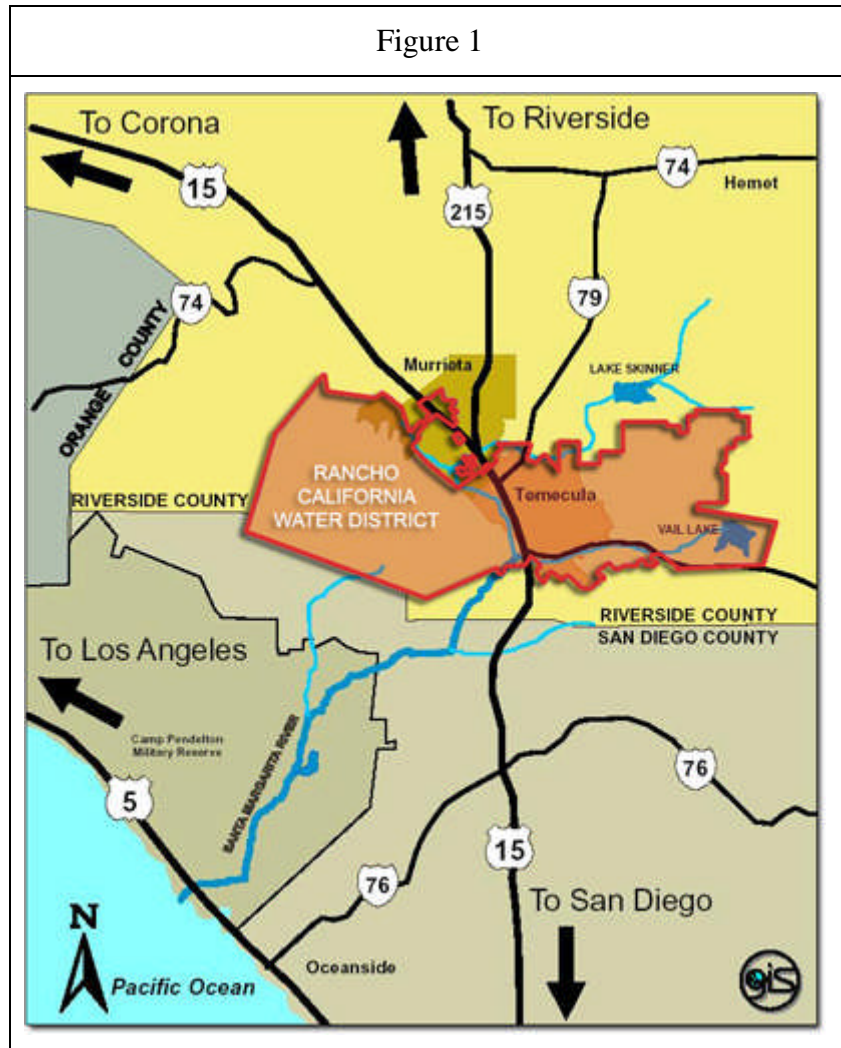 Figure 1
To Corona
To Riverside
15
74
Hemet
215
74
79
ORANGE COUNTY
Murrieta
LAKE SKINNER
RANCHO
CALIFORNIA
WATER DISTRICT
Temecula
RIVERSIDE COUNTY
VAIL LAKE
RIVERSIDE COUNTY
SAN DIEGO COUNTY
To Los Angeles
Camp Pendelton
Military Reserve
SANTA MARGARITA RIVER
5
76
15
76
To San Diego
N
Oceanside
Pacific Ocean
gis